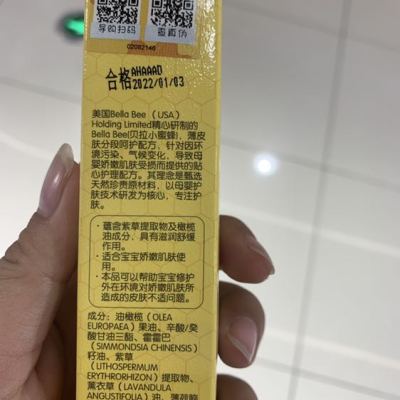 导购扫码 查真伪
02082146
合格 AHAAAD
2022/01/03
美国Bella Bee（USA）
Holding Limited精心研制的
Bella Bee(贝拉小蜜蜂)，薄皮
肤分段呵护配方，针对因环
境污染、气候变化，导致母
婴娇嫩肌肤受损而提供的贴
心护理配方。其理念是甄选
天然珍贵原材料，以母婴护
肤技术研发为核心，专注护
肤。
·蕴含紫草提取物及橄榄
油成分，具有滋润舒缓
作用。
·适合宝宝娇嫩肌肤使
用。
·本品可以帮助宝宝修护
外在环境对娇嫩肌肤所
造成的皮肤不适问题。
成分：油橄榄（OLEA
EUROPAEA）果油、辛酸/癸
酸甘油三酯、霍霍巴
（SIMMONDSIA CHINENSIS）
籽油、紫草
（LITHOSPERMUM
ERYTHRORHIZON）提取物、
薰衣草（LAVANDULA
ANGUSTIFOLIA）油、薄荷脑